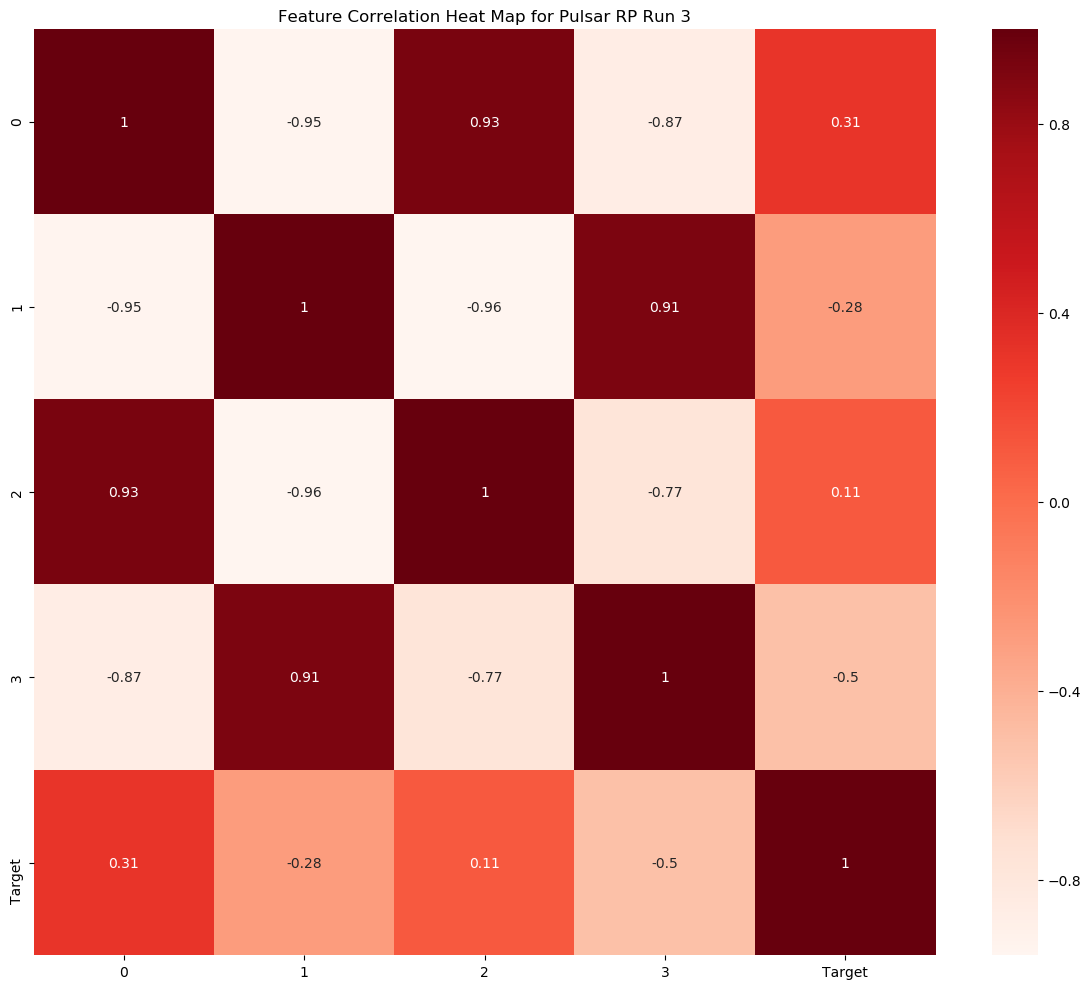 Feature Correlation Heat Map for Pulsar RP Run 3
0 1 -0.95 0.93 -0.87 0.31
1 -0.95 1 -0.96 0.91 -0.28
2 0.93 -0.96 1 -0.77 0.11
3 -0.87 0.91 -0.77 1 -0.5
Target 0.31 -0.28 0.11 -0.5 1
0 1 2 3 Target
0.8
0.4
0.0
−0.4
−0.8